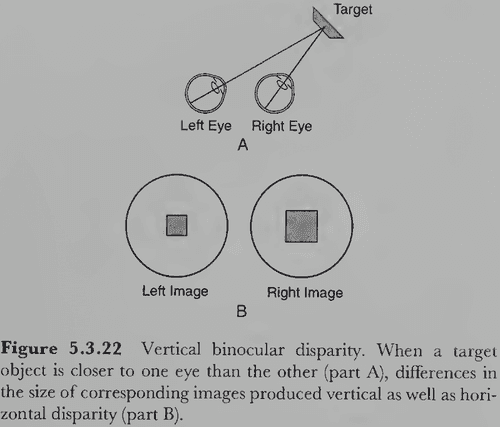 Target
Left Eye Right Eye
A
Left Image Right Image
B
Figure 5.3.22 Vertical binocular disparity. When a target
object is closer to one eye than the other (part A), differences in
the size of corresponding images produced vertical as well as hori-
zontal disparity (part B).